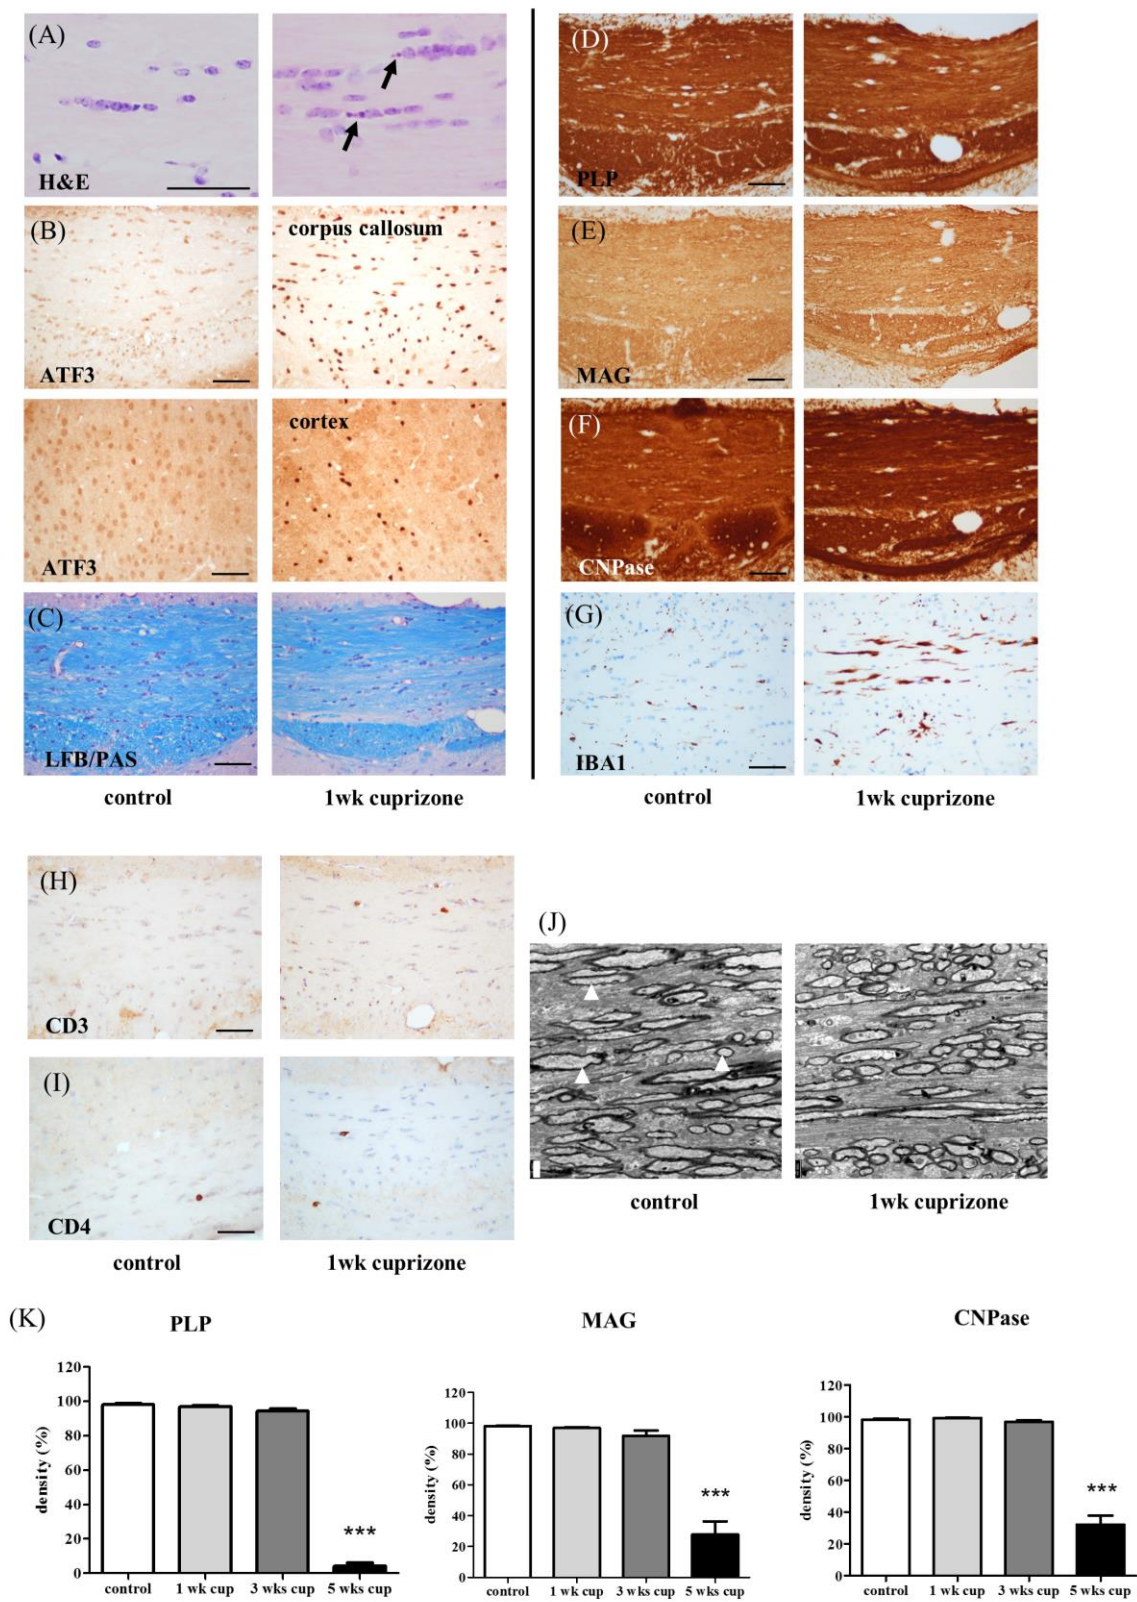 (A)
H&E
(B)
corpus callosum
ATF3
cortex
ATF3
(C)
LFB/PAS
control
1wk cuprizone
(D)
PLP
(E)
MAG
(F)
CNPase
(G)
IBA1
control
1wk cuprizone
(H)
CD3
(I)
CD4
control
1wk cuprizone
(J)
control
1wk cuprizone
(K)
PLP
density (%)
120
100
80
60
40
20
0
***
control 1 wk cup 3 wks cup 5 wks cup
MAG
density (%)
120
100
80
60
40
20
0
***
control 1 wk cup 3 wks cup 5 wks cup
CNPase
density (%)
120
100
80
60
40
20
0
***
control 1 wk cup 3 wks cup 5 wks cup